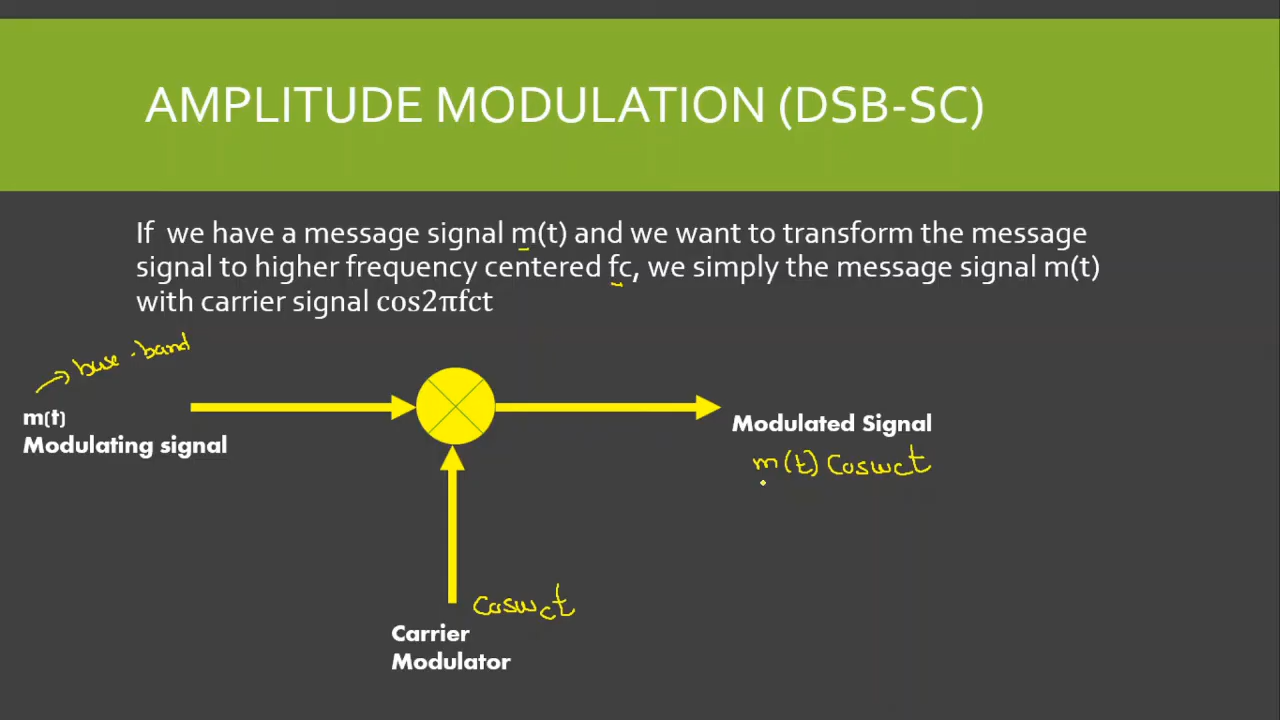 AMPLITUDE MODULATION (DSB-SC)
If we have a message signal m(t) and we want to transform the message
signal to higher frequency centered fc, we simply the message signal m(t)
with carrier signal cos2πfct
base-band
m(t)
Modulating signal
Modulated Signal
m(t) Coswct
Coswct
Carrier
Modulator